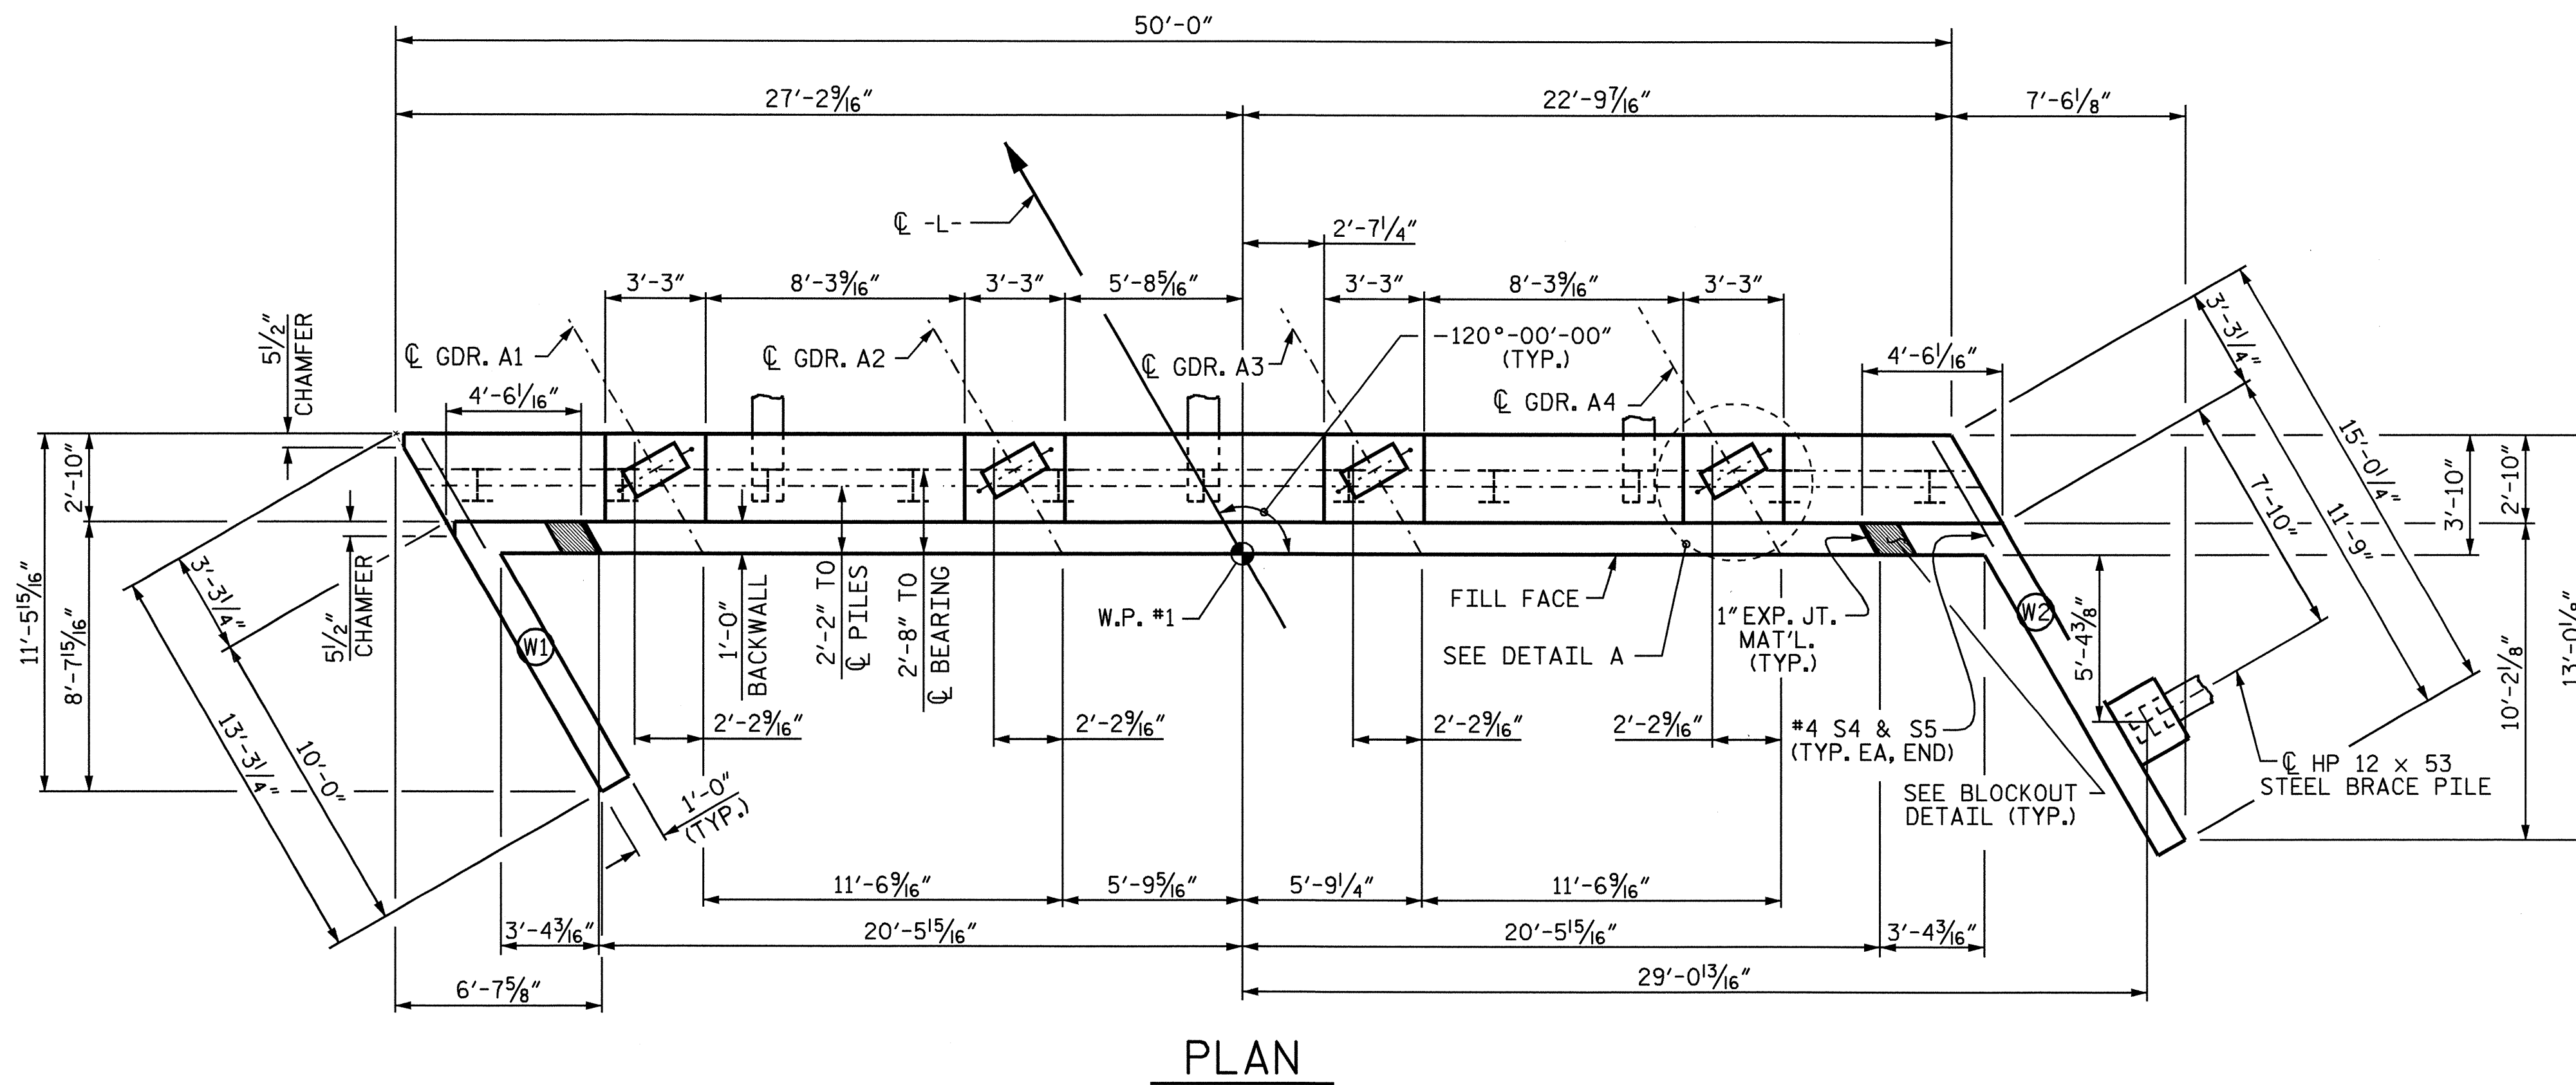 50'-0"
27'-2 9/16"
22'-9 7/16"
7'-6 1/8"
℄ -L-
2'-7 1/4"
3'-3"
8'-3 9/16"
3'-3"
5'-8 5/16"
3'-3"
8'-3 9/16"
3'-3"
5 1/2"
CHAMFER
℄ GDR. A1
℄ GDR. A2
℄ GDR. A3
℄ GDR. A4
-120°-00'-00"
(TYP.)
4'-6 1/16"
4'-6 1/16"
3'-3 1/4"
15'-0 1/4"
11'-9"
7'-10"
3'-10"
2'-10"
10'-2 1/8"
13'-0 1/8"
2'-10"
8'-7 15/16"
11'-5 15/16"
5 1/2"
CHAMFER
3'-3 1/4"
10'-0"
13'-3 1/4"
W1
1'-0"
BACKWALL
2'-2" TO
℄ PILES
2'-8" TO
℄ BEARING
W.P. #1
FILL FACE
SEE DETAIL A
1" EXP. JT.
MAT'L.
(TYP.)
W2
5'-4 3/8"
2'-2 9/16"
2'-2 9/16"
2'-2 9/16"
2'-2 9/16"
#4 S4 & S5
(TYP. EA, END)
SEE BLOCKOUT
DETAIL (TYP.)
℄ HP 12 x 53
STEEL BRACE PILE
1'-0"
(TYP.)
11'-6 9/16"
5'-9 5/16"
5'-9 1/4"
11'-6 9/16"
3'-4 3/16"
20'-5 15/16"
20'-5 15/16"
3'-4 3/16"
6'-7 5/8"
29'-0 13/16"
PLAN